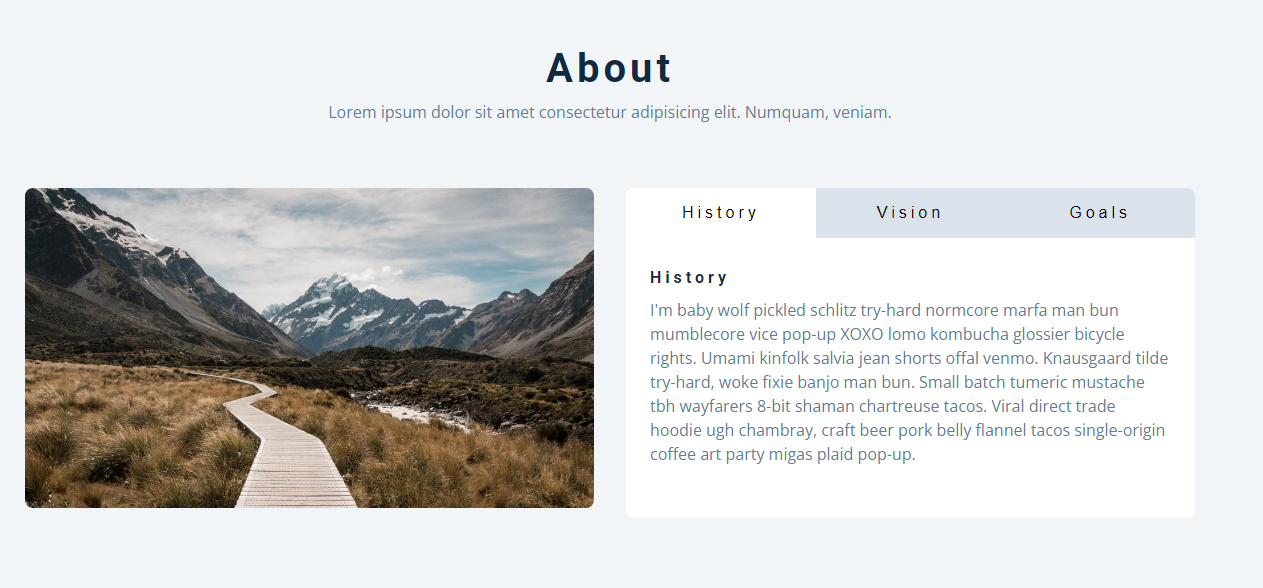 About
Lorem ipsum dolor sit amet consectetur adipisicing elit. Numquam, veniam.
History
Vision
Goals
History
I'm baby wolf pickled schlitz try-hard normcore marfa man bun
mumblecore vice pop-up XOXO lomo kombucha glossier bicycle
rights. Umami kinfolk salvia jean shorts offal venmo. Knausgaard tilde
try-hard, woke fixie banjo man bun. Small batch tumeric mustache
tbh wayfarers 8-bit shaman chartreuse tacos. Viral direct trade
hoodie ugh chambray, craft beer pork belly flannel tacos single-origin
coffee art party migas plaid pop-up.